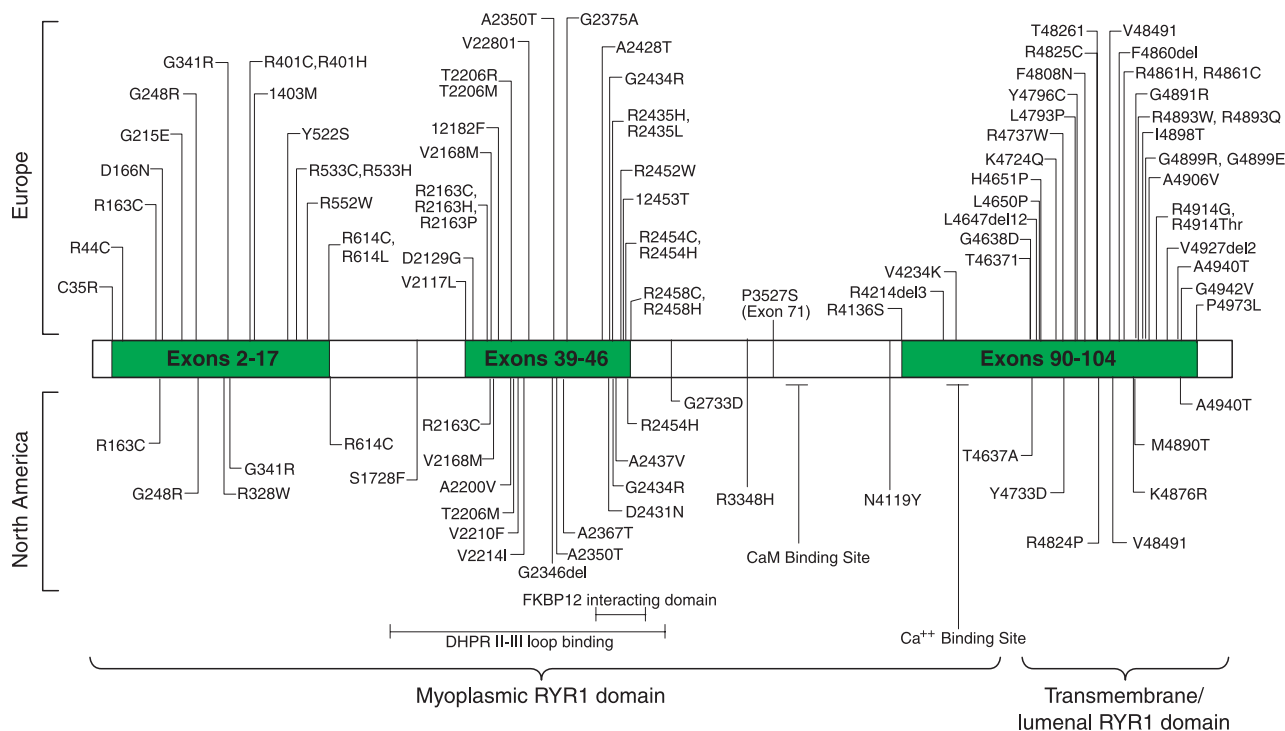 Europe
C35R
R44C
R163C
D166N
G215E
G248R
G341R
R401C,R401H
1403M
Y522S
R533C,R533H
R552W
R614C,
R614L
A2350T
G2375A
V22801
T2206R
T2206M
12182F
V2168M
R2163C,
R2163H,
R2163P
D2129G
V2117L
A2428T
G2434R
R2435H,
R2435L
R2452W
12453T
R2454C,
R2454H
R2458C,
R2458H
P3527S
(Exon 71)
R4136S
R4214del3
V4234K
T48261
R4825C
F4808N
Y4796C
L4793P
R4737W
K4724Q
H4651P
L4650P
L4647del12
G4638D
T46371
V48491
F4860del
R4861H, R4861C
G4891R
R4893W, R4893Q
I4898T
G4899R, G4899E
A4906V
R4914G,
R4914Thr
V4927del2
A4940T
G4942V
P4973L
Exons 2-17
Exons 39-46
Exons 90-104
North America
R163C
G248R
G341R
R328W
R614C
S1728F
R2163C
V2168M
A2200V
T2206M
V2210F
V2214I
G2346del
A2350T
A2367T
D2431N
G2434R
A2437V
R2454H
G2733D
R3348H
CaM Binding Site
N4119Y
Ca++ Binding Site
T4637A
Y4733D
R4824P
V48491
K4876R
M4890T
A4940T
FKBP12 interacting domain
DHPR II-III loop binding
Myoplasmic RYR1 domain
Transmembrane/
lumenal RYR1 domain